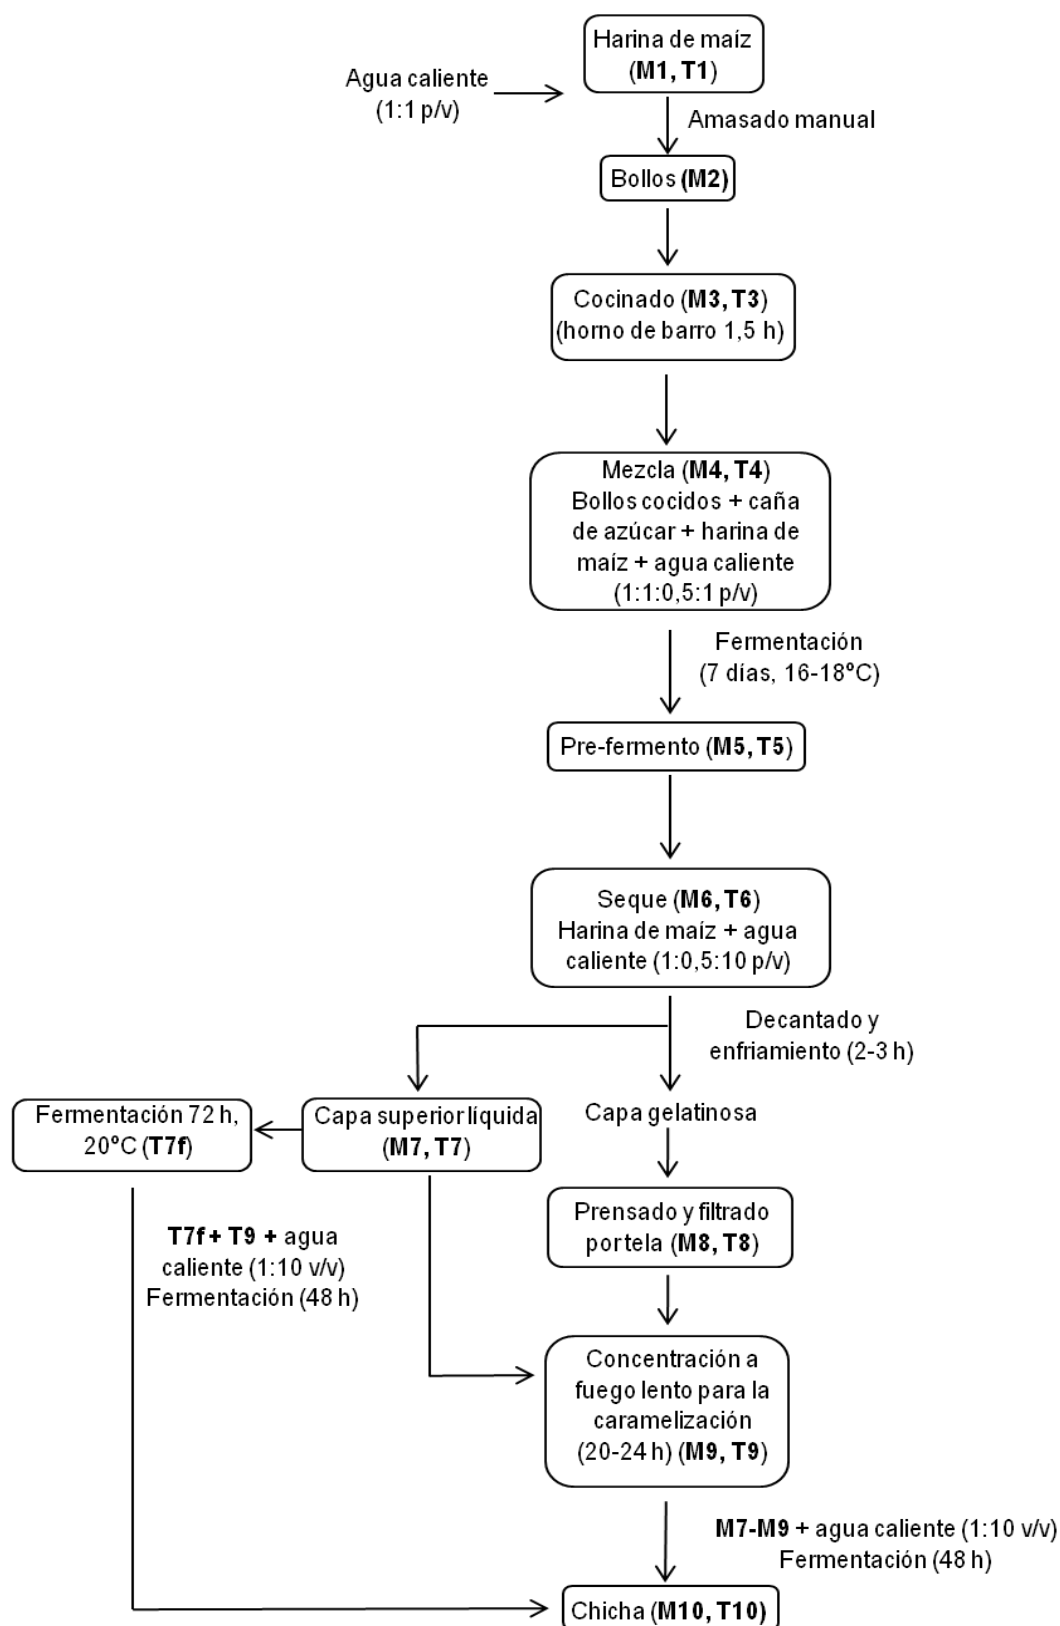 Harina de maíz
(M1, T1)
Agua caliente
(1:1 p/v)
Amasado manual
Bollos (M2)
Cocinado (M3, T3)
(horno de barro 1,5 h)
Mezcla (M4, T4)
Bollos cocidos + caña
de azúcar + harina de
maíz + agua caliente
(1:1:0,5:1 p/v)
Fermentación
(7 días, 16-18ºC)
Pre-fermento (M5, T5)
Seque (M6, T6)
Harina de maíz + agua
caliente (1:0,5:10 p/v)
Decantado y
enfriamiento (2-3 h)
Fermentación 72 h,
20ºC (T7f)
Capa superior líquida
(M7, T7)
Capa gelatinosa
Prensado y filtrado
por tela (M8, T8)
T7f + T9 + agua
caliente (1:10 v/v)
Fermentación (48 h)
Concentración a
fuego lento para la
caramelización
(20-24 h) (M9, T9)
M7-M9 + agua caliente (1:10 v/v)
Fermentación (48 h)
Chicha (M10, T10)